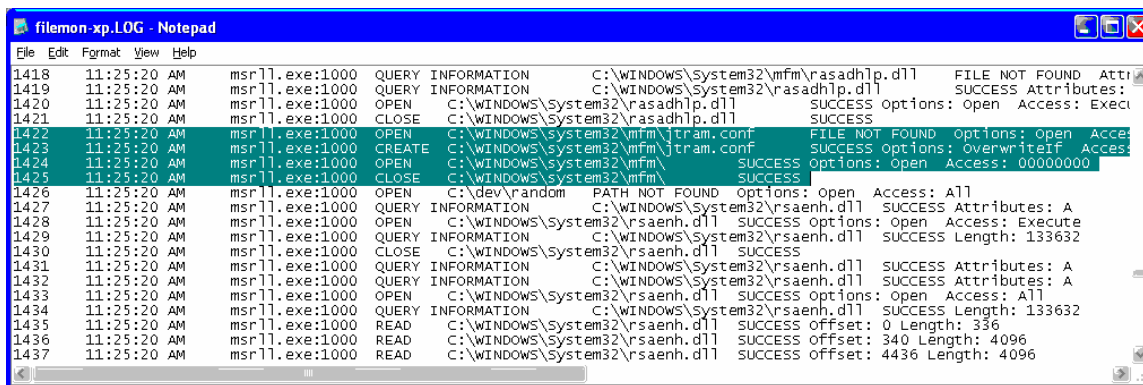 filemon-xp.LOG - Notepad
File Edit Format View Help
1418 11:25:20 AM msrll.exe:1000 QUERY INFORMATION C:\WINDOWS\System32\mfm\rasadhlp.dll FILE NOT FOUND Attr
1419 11:25:20 AM msrll.exe:1000 QUERY INFORMATION C:\WINDOWS\System32\rasadhlp.dll SUCCESS Attributes:
1420 11:25:20 AM msrll.exe:1000 OPEN C:\WINDOWS\System32\rasadhlp.dll SUCCESS Options: Open Access: Execu
1421 11:25:20 AM msrll.exe:1000 CLOSE C:\WINDOWS\System32\rasadhlp.dll SUCCESS
1422 11:25:20 AM msrll.exe:1000 OPEN C:\WINDOWS\System32\mfm\jtram.conf FILE NOT FOUND Options: Open Acces
1423 11:25:20 AM msrll.exe:1000 CREATE C:\WINDOWS\System32\mfm\jtram.conf SUCCESS Options: OverwriteIf Access
1424 11:25:20 AM msrll.exe:1000 OPEN C:\WINDOWS\System32\mfm\ SUCCESS Options: Open Access: 00000000
1425 11:25:20 AM msrll.exe:1000 CLOSE C:\WINDOWS\System32\mfm\ SUCCESS
1426 11:25:20 AM msrll.exe:1000 OPEN C:\dev\random PATH NOT FOUND Options: Open Access: All
1427 11:25:20 AM msrll.exe:1000 QUERY INFORMATION C:\WINDOWS\System32\rsaenh.dll SUCCESS Attributes: A
1428 11:25:20 AM msrll.exe:1000 OPEN C:\WINDOWS\System32\rsaenh.dll SUCCESS Options: Open Access: Execute
1429 11:25:20 AM msrll.exe:1000 QUERY INFORMATION C:\WINDOWS\System32\rsaenh.dll SUCCESS Length: 133632
1430 11:25:20 AM msrll.exe:1000 CLOSE C:\WINDOWS\System32\rsaenh.dll SUCCESS
1431 11:25:20 AM msrll.exe:1000 QUERY INFORMATION C:\WINDOWS\System32\rsaenh.dll SUCCESS Attributes: A
1432 11:25:20 AM msrll.exe:1000 QUERY INFORMATION C:\WINDOWS\System32\rsaenh.dll SUCCESS Attributes: A
1433 11:25:20 AM msrll.exe:1000 OPEN C:\WINDOWS\System32\rsaenh.dll SUCCESS Options: Open Access: All
1434 11:25:20 AM msrll.exe:1000 QUERY INFORMATION C:\WINDOWS\System32\rsaenh.dll SUCCESS Length: 133632
1435 11:25:20 AM msrll.exe:1000 READ C:\WINDOWS\System32\rsaenh.dll SUCCESS Offset: 0 Length: 336
1436 11:25:20 AM msrll.exe:1000 READ C:\WINDOWS\System32\rsaenh.dll SUCCESS Offset: 340 Length: 4096
1437 11:25:20 AM msrll.exe:1000 READ C:\WINDOWS\System32\rsaenh.dll SUCCESS Offset: 4436 Length: 4096